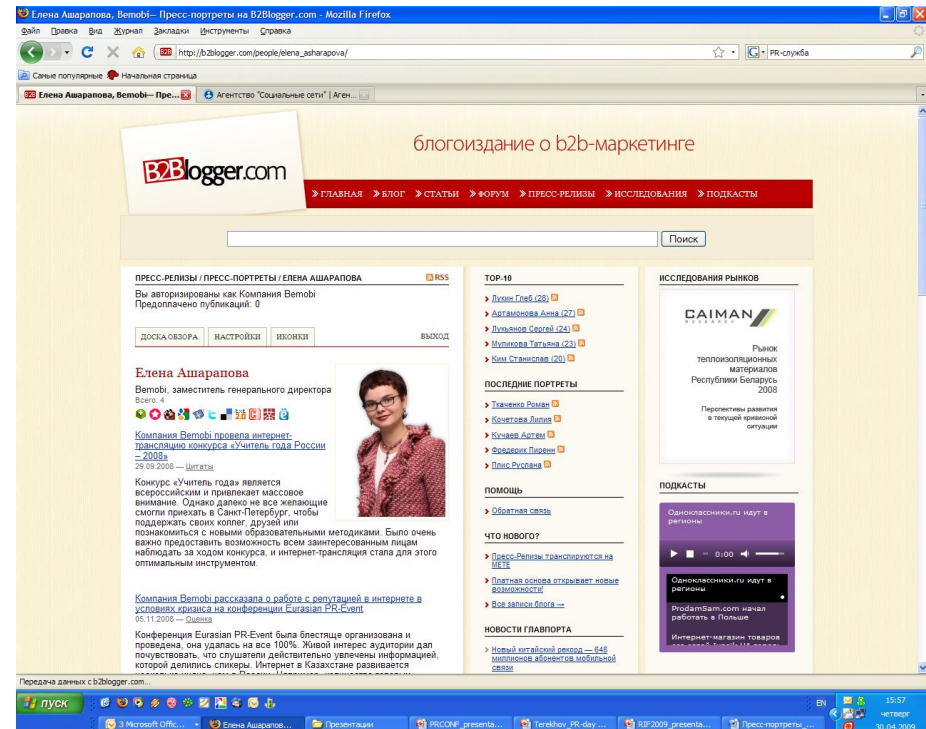 Елена Ашарапова, Bemobi— Пресс-портреты на B2Blogger.com - Mozilla Firefox
Файл Правка Вид Журнал Закладки Инструменты Справка
http://b2blogger.com/people/elena_asharapova/
PR-служба
Самые популярные Начальная страница
Елена Ашарапова, Bemobi— Пре...
Агентство "Социальные сети" | Аген...
B2Blogger.com
блогоиздание о b2b-маркетинге
ГЛАВНАЯ БЛОГ СТАТЬИ ФОРУМ ПРЕСС-РЕЛИЗЫ ИССЛЕДОВАНИЯ ПОДКАСТЫ
Поиск
ПРЕСС-РЕЛИЗЫ / ПРЕСС-ПОРТРЕТЫ / ЕЛЕНА АШАРАПОВА RSS
Вы авторизированы как Компания Bemobi
Предоплачено публикаций: 0
ДОСКА ОБЗОРА НАСТРОЙКИ ИКОНКИ ВЫХОД
Елена Ашарапова
Bemobi, заместитель генерального директора
Всего: 4
Компания Bemobi провела интернет-
трансляцию конкурса «Учитель года России
– 2008»
29.09.2008 — Цитаты
Конкурс «Учитель года» является
всероссийским и привлекает массовое
внимание. Однако далеко не все желающие
смогли приехать в Санкт-Петербург, чтобы
поддержать своих коллег, друзей или
познакомиться с новыми образовательными методиками. Было очень
важно предоставить возможность всем заинтересованным лицам
наблюдать за ходом конкурса, и интернет-трансляция стала для этого
оптимальным инструментом.
Компания Bemobi рассказала о работе с репутацией в интернете в
условиях кризиса на конференции Eurasian PR-Event
05.11.2008 — Оценка
Конференция Eurasian PR-Event была блестяще организована и
проведена, она удалась на все 100%. Живой интерес аудитории дал
почувствовать, что слушатели действительно увлечены информацией,
которой делились спикеры. Интернет в Казахстане развивается
TOP-10
Лукин Глеб (28)
Артамонова Анна (27)
Лукьянов Сергей (24)
Муликова Татьяна (23)
Ким Станислав (20)
ПОСЛЕДНИЕ ПОРТРЕТЫ
Ткаченко Роман
Кочетова Лилия
Кучаев Артем
Фредерик Пиренн
Плис Руслана
ПОМОЩЬ
Обратная связь
ЧТО НОВОГО?
Пресс-Релизы транслируются на
МЕТЕ
Платная основа открывает новые
возможности!
Все записи блога →
НОВОСТИ ГЛАВПОРТА
Новый китайский рекорд — 648
миллионов абонентов мобильной
связи
ИССЛЕДОВАНИЯ РЫНКОВ
CAIMAN
RESEARCH
Рынок
теплоизоляционных
материалов
Республики Беларусь
2008
Перспективы развития
в текущей кризисной
ситуации
ПОДКАСТЫ
Одноклассники.ru идут в
регионы
0:00
Одноклассники.ru идут в
регионы
ProdamSam.com начал
работать в Польше
Интернет-магазин товаров
Передача данных с b2blogger.com...
пуск
EN
15:57
четверг
30.04.2009
3 Microsoft Offic...
Елена Ашарапов...
Презентации
PRCONF_presenta...
Terekhov_PR-day ...
RIF2009_presenta...
Пресс-портреты_...